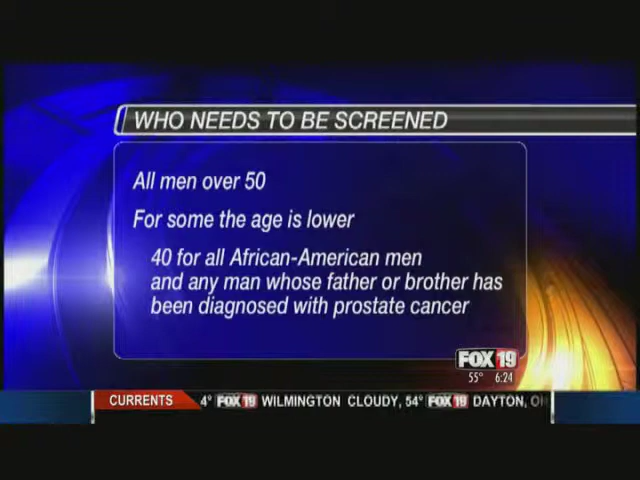 WHO NEEDS TO BE SCREENED
All men over 50
For some the age is lower
40 for all African-American men
and any man whose father or brother has
been diagnosed with prostate cancer
FOX 19
55° 6:24
CURRENTS 4° FOX 19 WILMINGTON CLOUDY, 54° FOX 19 DAYTON, OH